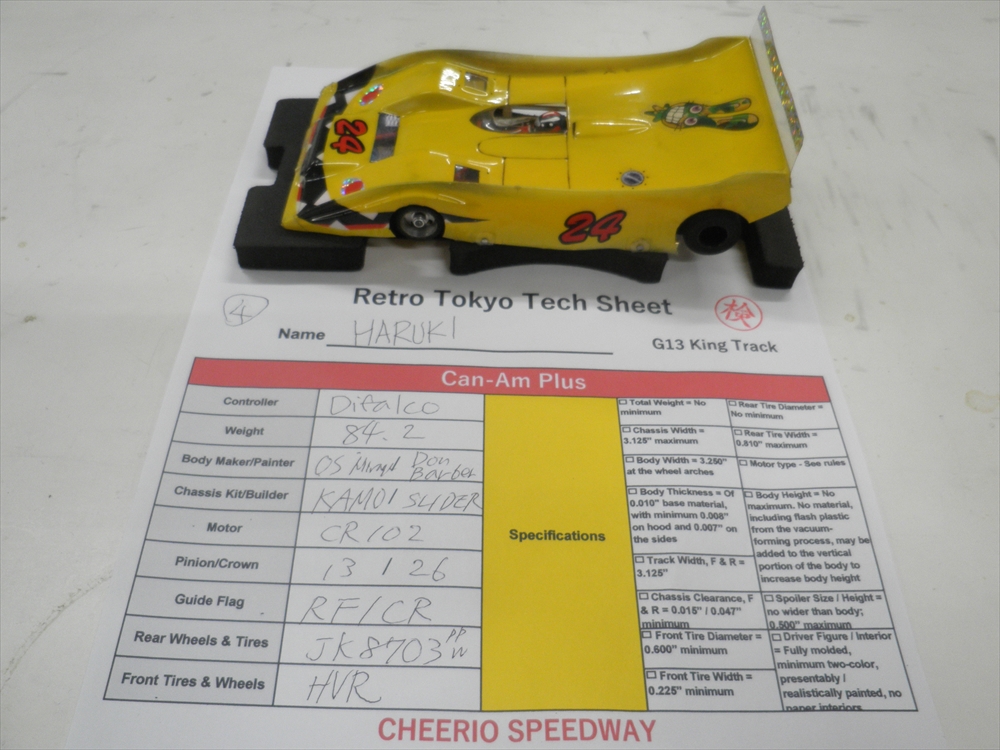 24
24
Retro Tokyo Tech Sheet
4
Name HARUKI
G13 King Track
Can-Am Plus
Controller Difalco
Weight 84.2
Body Maker/Painter OS Don Barber
Chassis Kit/Builder KAMOI SLIDER
Motor CR/02
Pinion/Crown 13 / 26
Guide Flag RF/CR
Rear Wheels & Tires JK8703 PP W
Front Tires & Wheels HVR
Specifications
Total Weight = No
minimum
Chassis Width =
3.125" maximum
Body Width = 3.250"
at the wheel arches
Body Thickness = Of
0.010" base material,
with minimum 0.008"
on hood and 0.007" on
the sides
Track Width, F & R =
3.125"
Chassis Clearance, F
& R = 0.015" / 0.047"
minimum
Front Tire Diameter =
0.600" minimum
Front Tire Width =
0.225" minimum
Rear Tire Diameter =
No minimum
Rear Tire Width =
0.810" maximum
Motor type - See rules
Body Height = No
maximum. No material,
including flash plastic
from the vacuum-
forming process, may be
added to the vertical
portion of the body to
increase body height
Spoiler Size / Height =
no wider than body;
0.500" maximum
Driver Figure / Interior
= Fully molded,
minimum two-color,
presentably /
realistically painted, no
paper interiors
CHEERIO SPEEDWAY